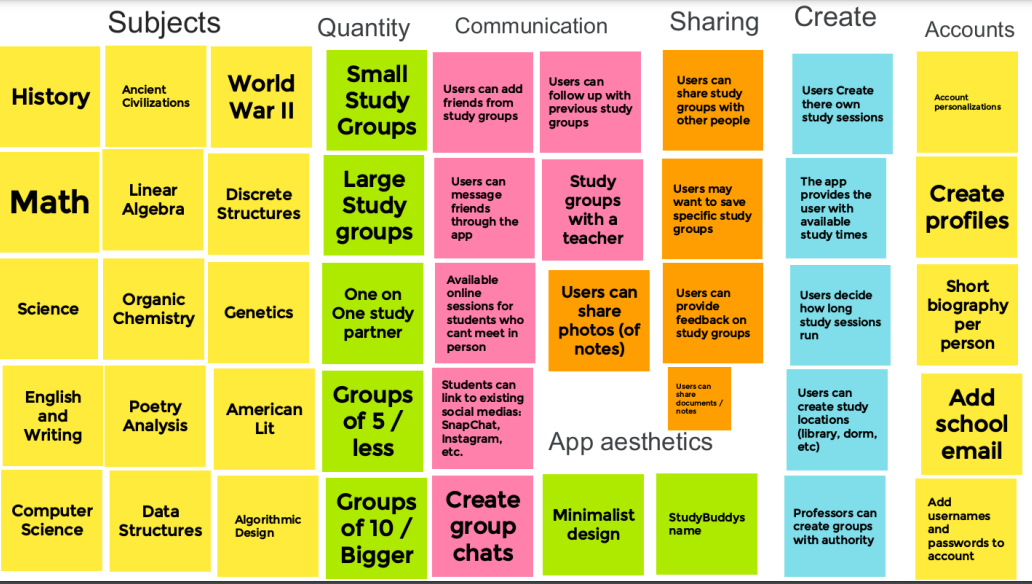 Subjects
Quantity
Communication
Sharing
Create
Accounts
History
Ancient
Civilizations
World
War II
Math
Linear
Algebra
Discrete
Structures
Science
Organic
Chemistry
Genetics
English
and
Writing
Poetry
Analysis
American
Lit
Computer
Science
Data
Structures
Algorithmic
Design
Small
Study
Groups
Large
Study
groups
One on
One study
partner
Groups
of 5 /
less
Groups
of 10 /
Bigger
Users can add
friends from
study groups
Users can
follow up with
previous study
groups
Users can
message
friends
through the
app
Study
groups
with a
teacher
Available
online
sessions for
students who
cant meet in
person
Users can
share
photos (of
notes)
Students can
link to existing
social medias:
SnapChat,
Instagram,
etc.
Create
group
chats
Users can
share study
groups with
other people
Users may
want to save
specific study
groups
Users can
provide
feedback on
study groups
Users can
share
documents /
notes
App aesthetics
Minimalist
design
StudyBuddys
name
Users Create
there own
study sessions
The app
provides the
user with
available
study times
Users decide
how long
study sessions
run
Users can
create study
locations
(library, dorm,
etc)
Professors can
create groups
with authority
Account
personalizations
Create
profiles
Short
biography
per
person
Add
school
email
Add
usernames
and
passwords to
account